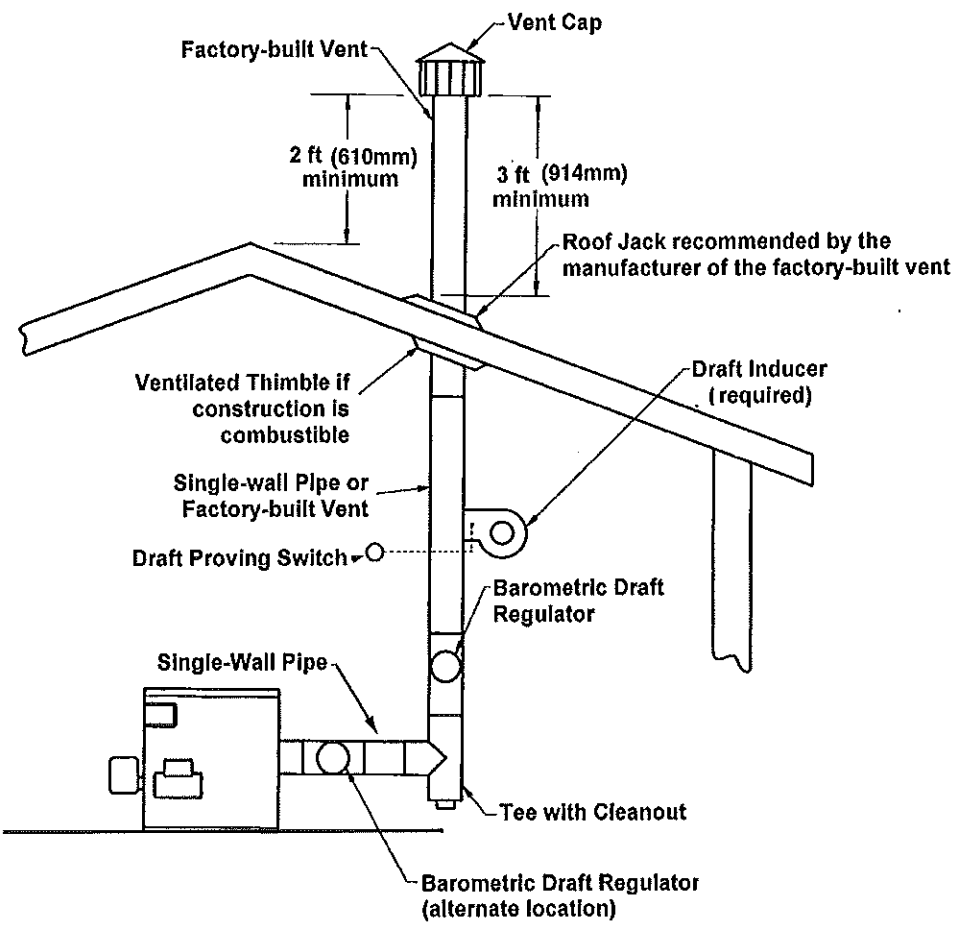 Vent Cap
Factory-built Vent
2 ft (610mm)
minimum
3 ft (914mm)
minimum
Roof Jack recommended by the
manufacturer of the factory-built vent
Ventilated Thimble if
construction is
combustible
Draft Inducer
(required)
Single-wall Pipe or
Factory-built Vent
Draft Proving Switch
Barometric Draft
Regulator
Single-Wall Pipe
Tee with Cleanout
Barometric Draft Regulator
(alternate location)